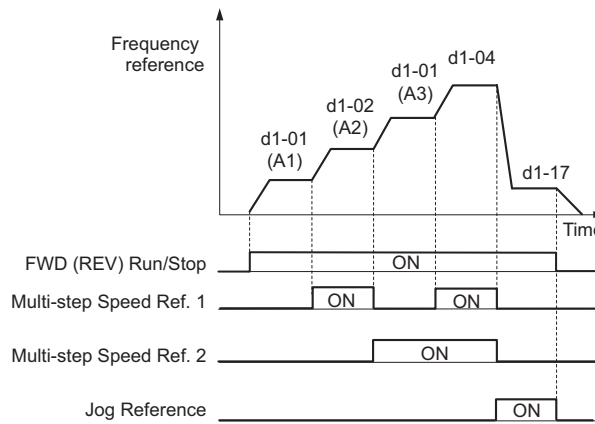 Frequency
reference
d1-01
(A1)
d1-02
(A2)
d1-01
(A3)
d1-04
d1-17
Time
FWD (REV) Run/Stop
ON
Multi-step Speed Ref. 1
ON
ON
Multi-step Speed Ref. 2
ON
Jog Reference
ON